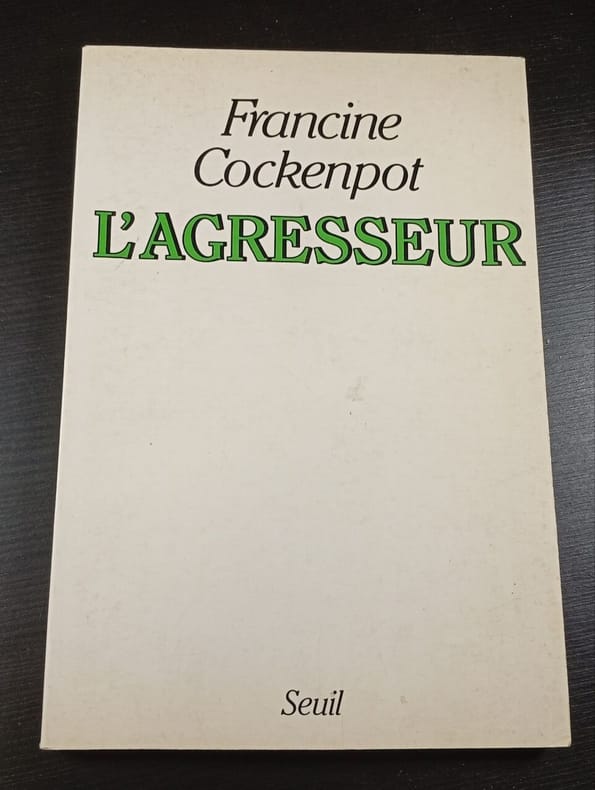 Francine
Cockenpot
L'AGRESSEUR
Seuil